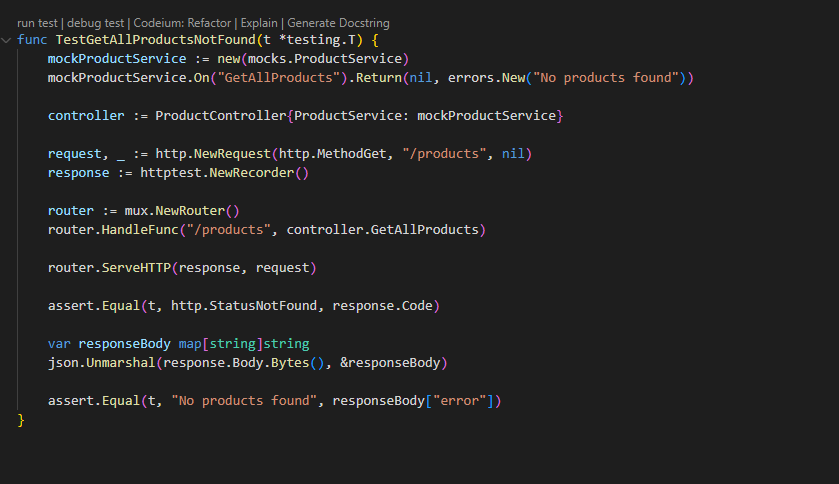 run test | debug test | Codeium: Refactor | Explain | Generate Docstring
func TestGetAllProductsNotFound(t *testing.T) {
mockProductService := new(mocks.ProductService)
mockProductService.On("GetAllProducts").Return(nil, errors.New("No products found"))
controller := ProductController{ProductService: mockProductService}
request, _ := http.NewRequest(http.MethodGet, "/products", nil)
response := httptest.NewRecorder()
router := mux.NewRouter()
router.HandleFunc("/products", controller.GetAllProducts)
router.ServeHTTP(response, request)
assert.Equal(t, http.StatusNotFound, response.Code)
var responseBody map[string]string
json.Unmarshal(response.Body.Bytes(), &responseBody)
assert.Equal(t, "No products found", responseBody["error"])
}